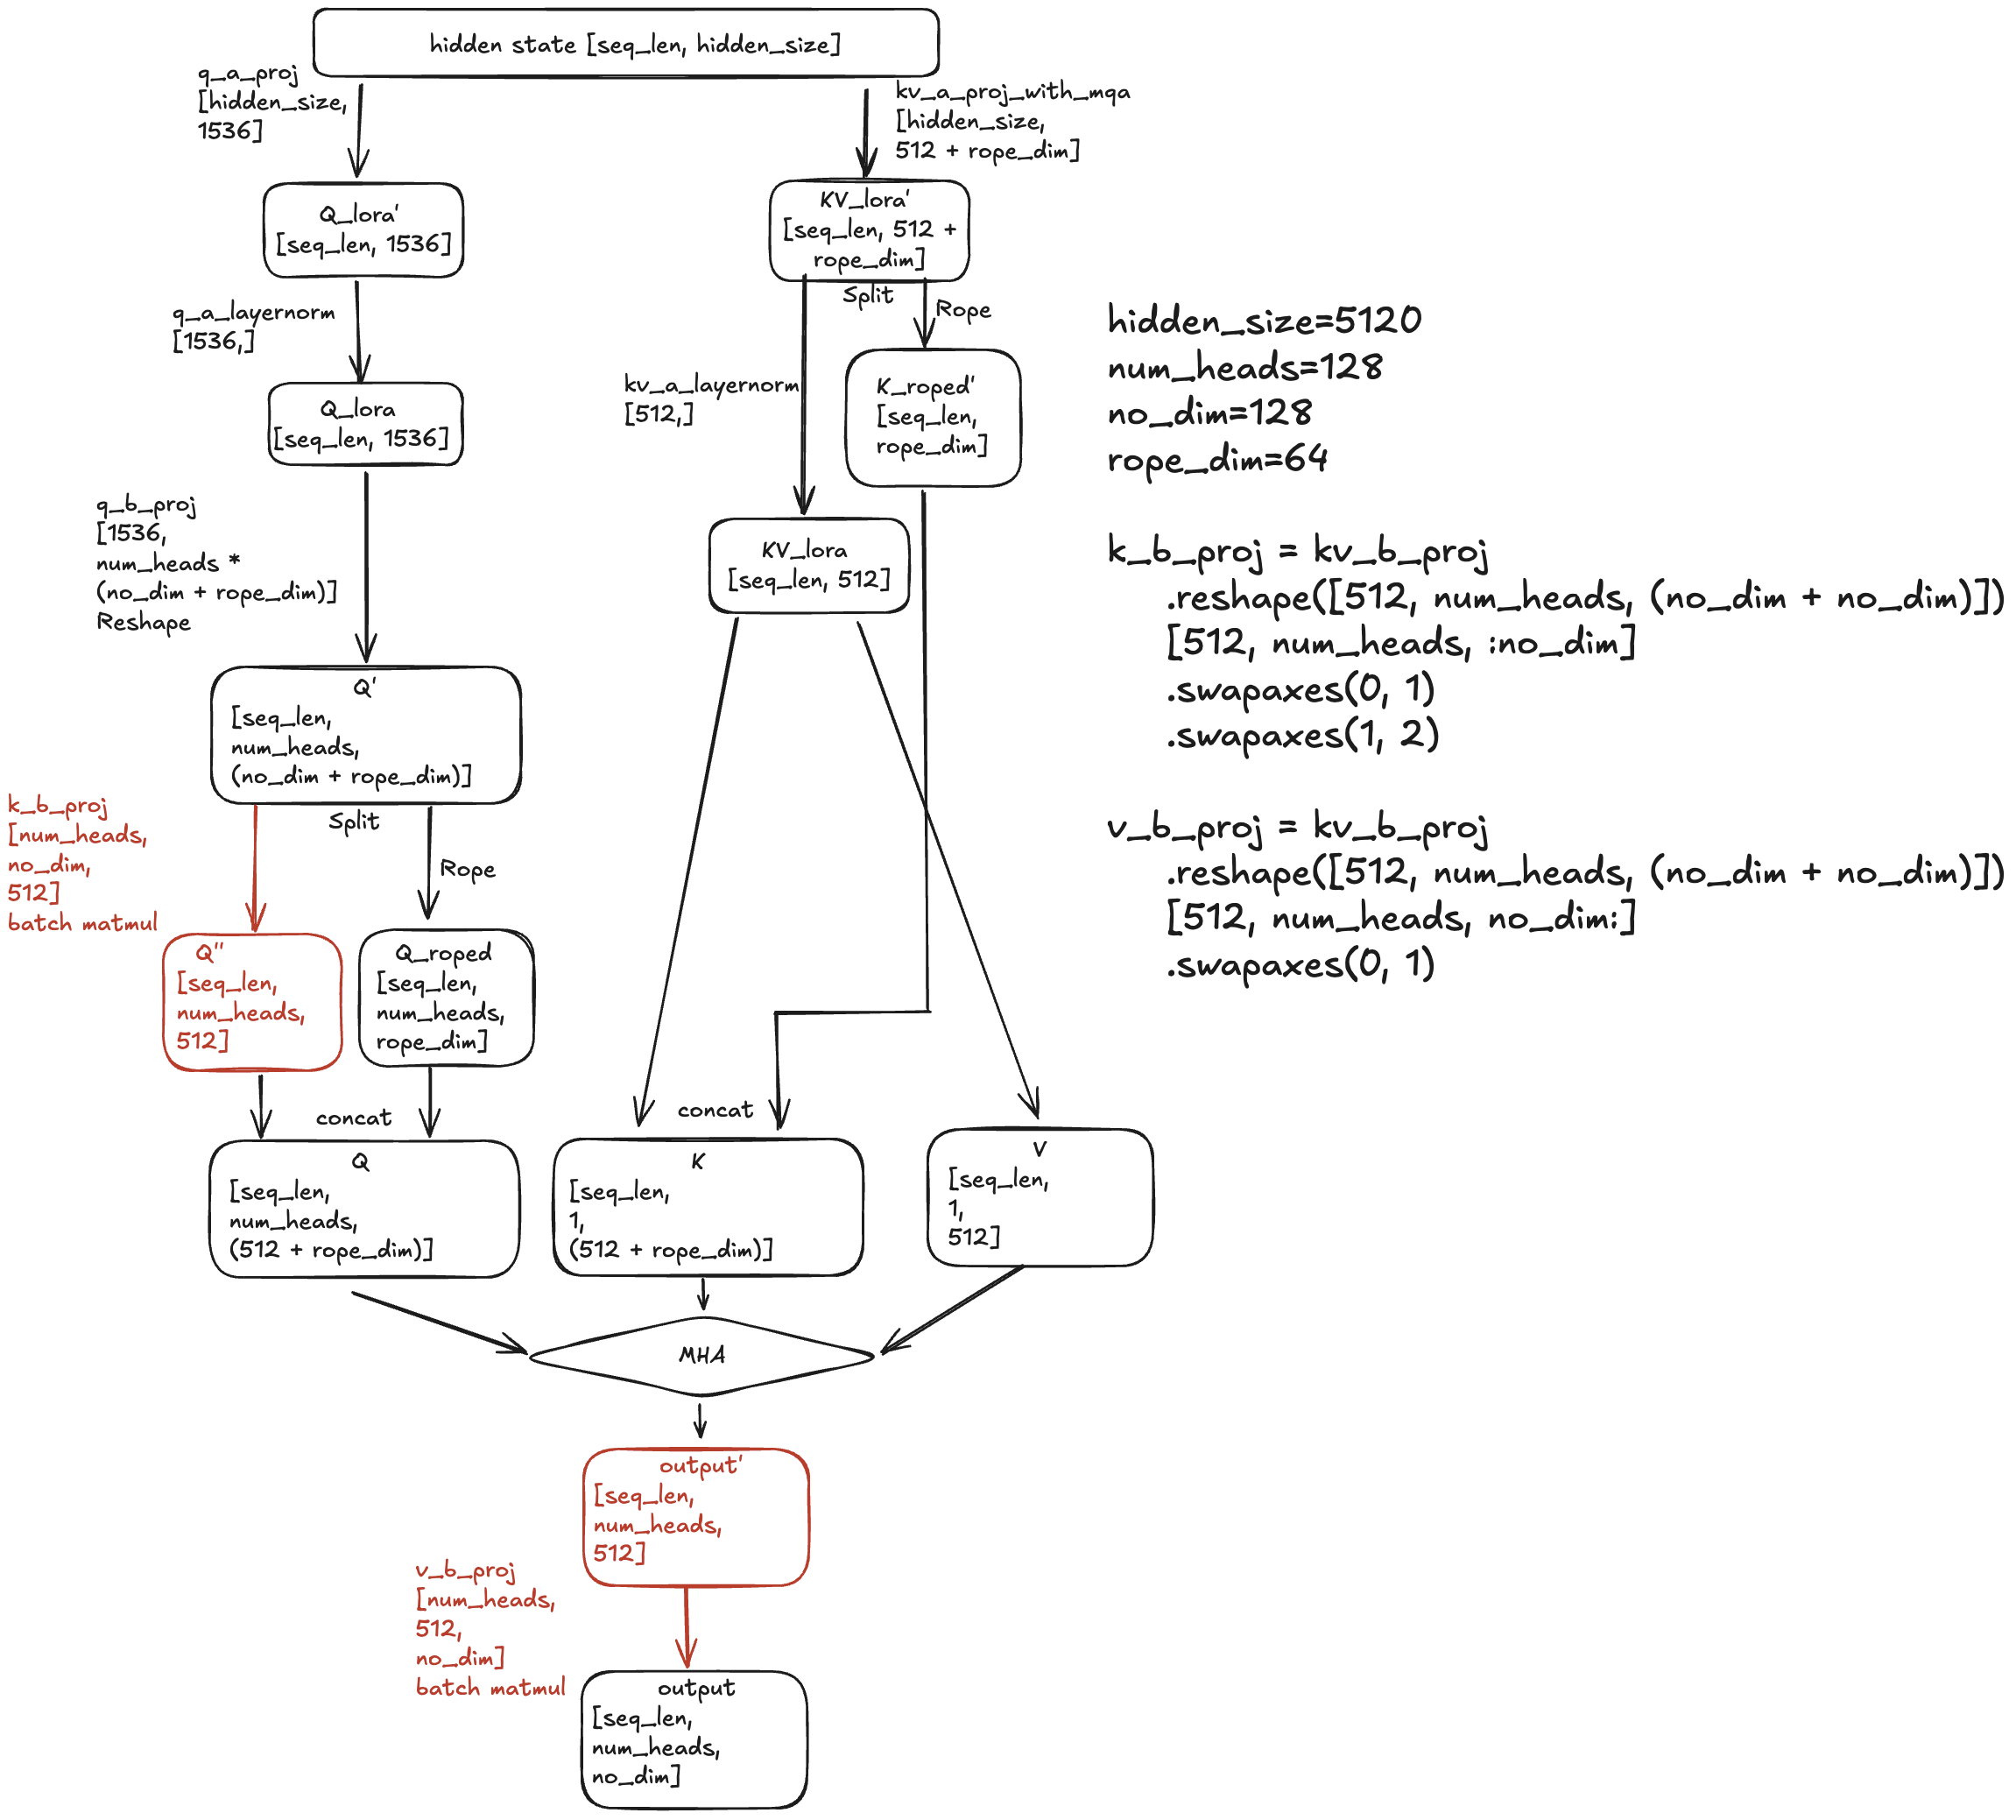 hidden state [seq_len, hidden_size]
q_a_proj
[hidden_size,
1536]
kv_a_proj_with_mqa
[hidden_size,
512 + rope_dim]
Q_lora'
[seq_len, 1536]
KV_lora'
[seq_len, 512 +
rope_dim]
Split
Rope
q_a_layernorm
[1536,]
kv_a_layernorm
[512,]
K_roped'
[seq_len,
rope_dim]
Q_lora
[seq_len, 1536]
q_b_proj
[1536,
num_heads *
(no_dim + rope_dim)]
Reshape
KV_lora
[seq_len, 512]
Q'
[seq_len,
num_heads,
(no_dim + rope_dim)]
Split
Rope
k_b_proj
[num_heads,
no_dim,
512]
batch matmul
Q''
[seq_len,
num_heads,
512]
Q_roped
[seq_len,
num_heads,
rope_dim]
concat
concat
Q
[seq_len,
num_heads,
(512 + rope_dim)]
K
[seq_len,
1,
(512 + rope_dim)]
V
[seq_len,
1,
512]
MHA
output'
[seq_len,
num_heads,
512]
v_b_proj
[num_heads,
512,
no_dim]
batch matmul
output
[seq_len,
num_heads,
no_dim]
hidden_size=5120
num_heads=128
no_dim=128
rope_dim=64
k_b_proj = kv_b_proj
.reshape([512, num_heads, (no_dim + no_dim)])
[512, num_heads, :no_dim]
.swapaxes(0, 1)
.swapaxes(1, 2)
v_b_proj = kv_b_proj
.reshape([512, num_heads, (no_dim + no_dim)])
[512, num_heads, no_dim:]
.swapaxes(0, 1)